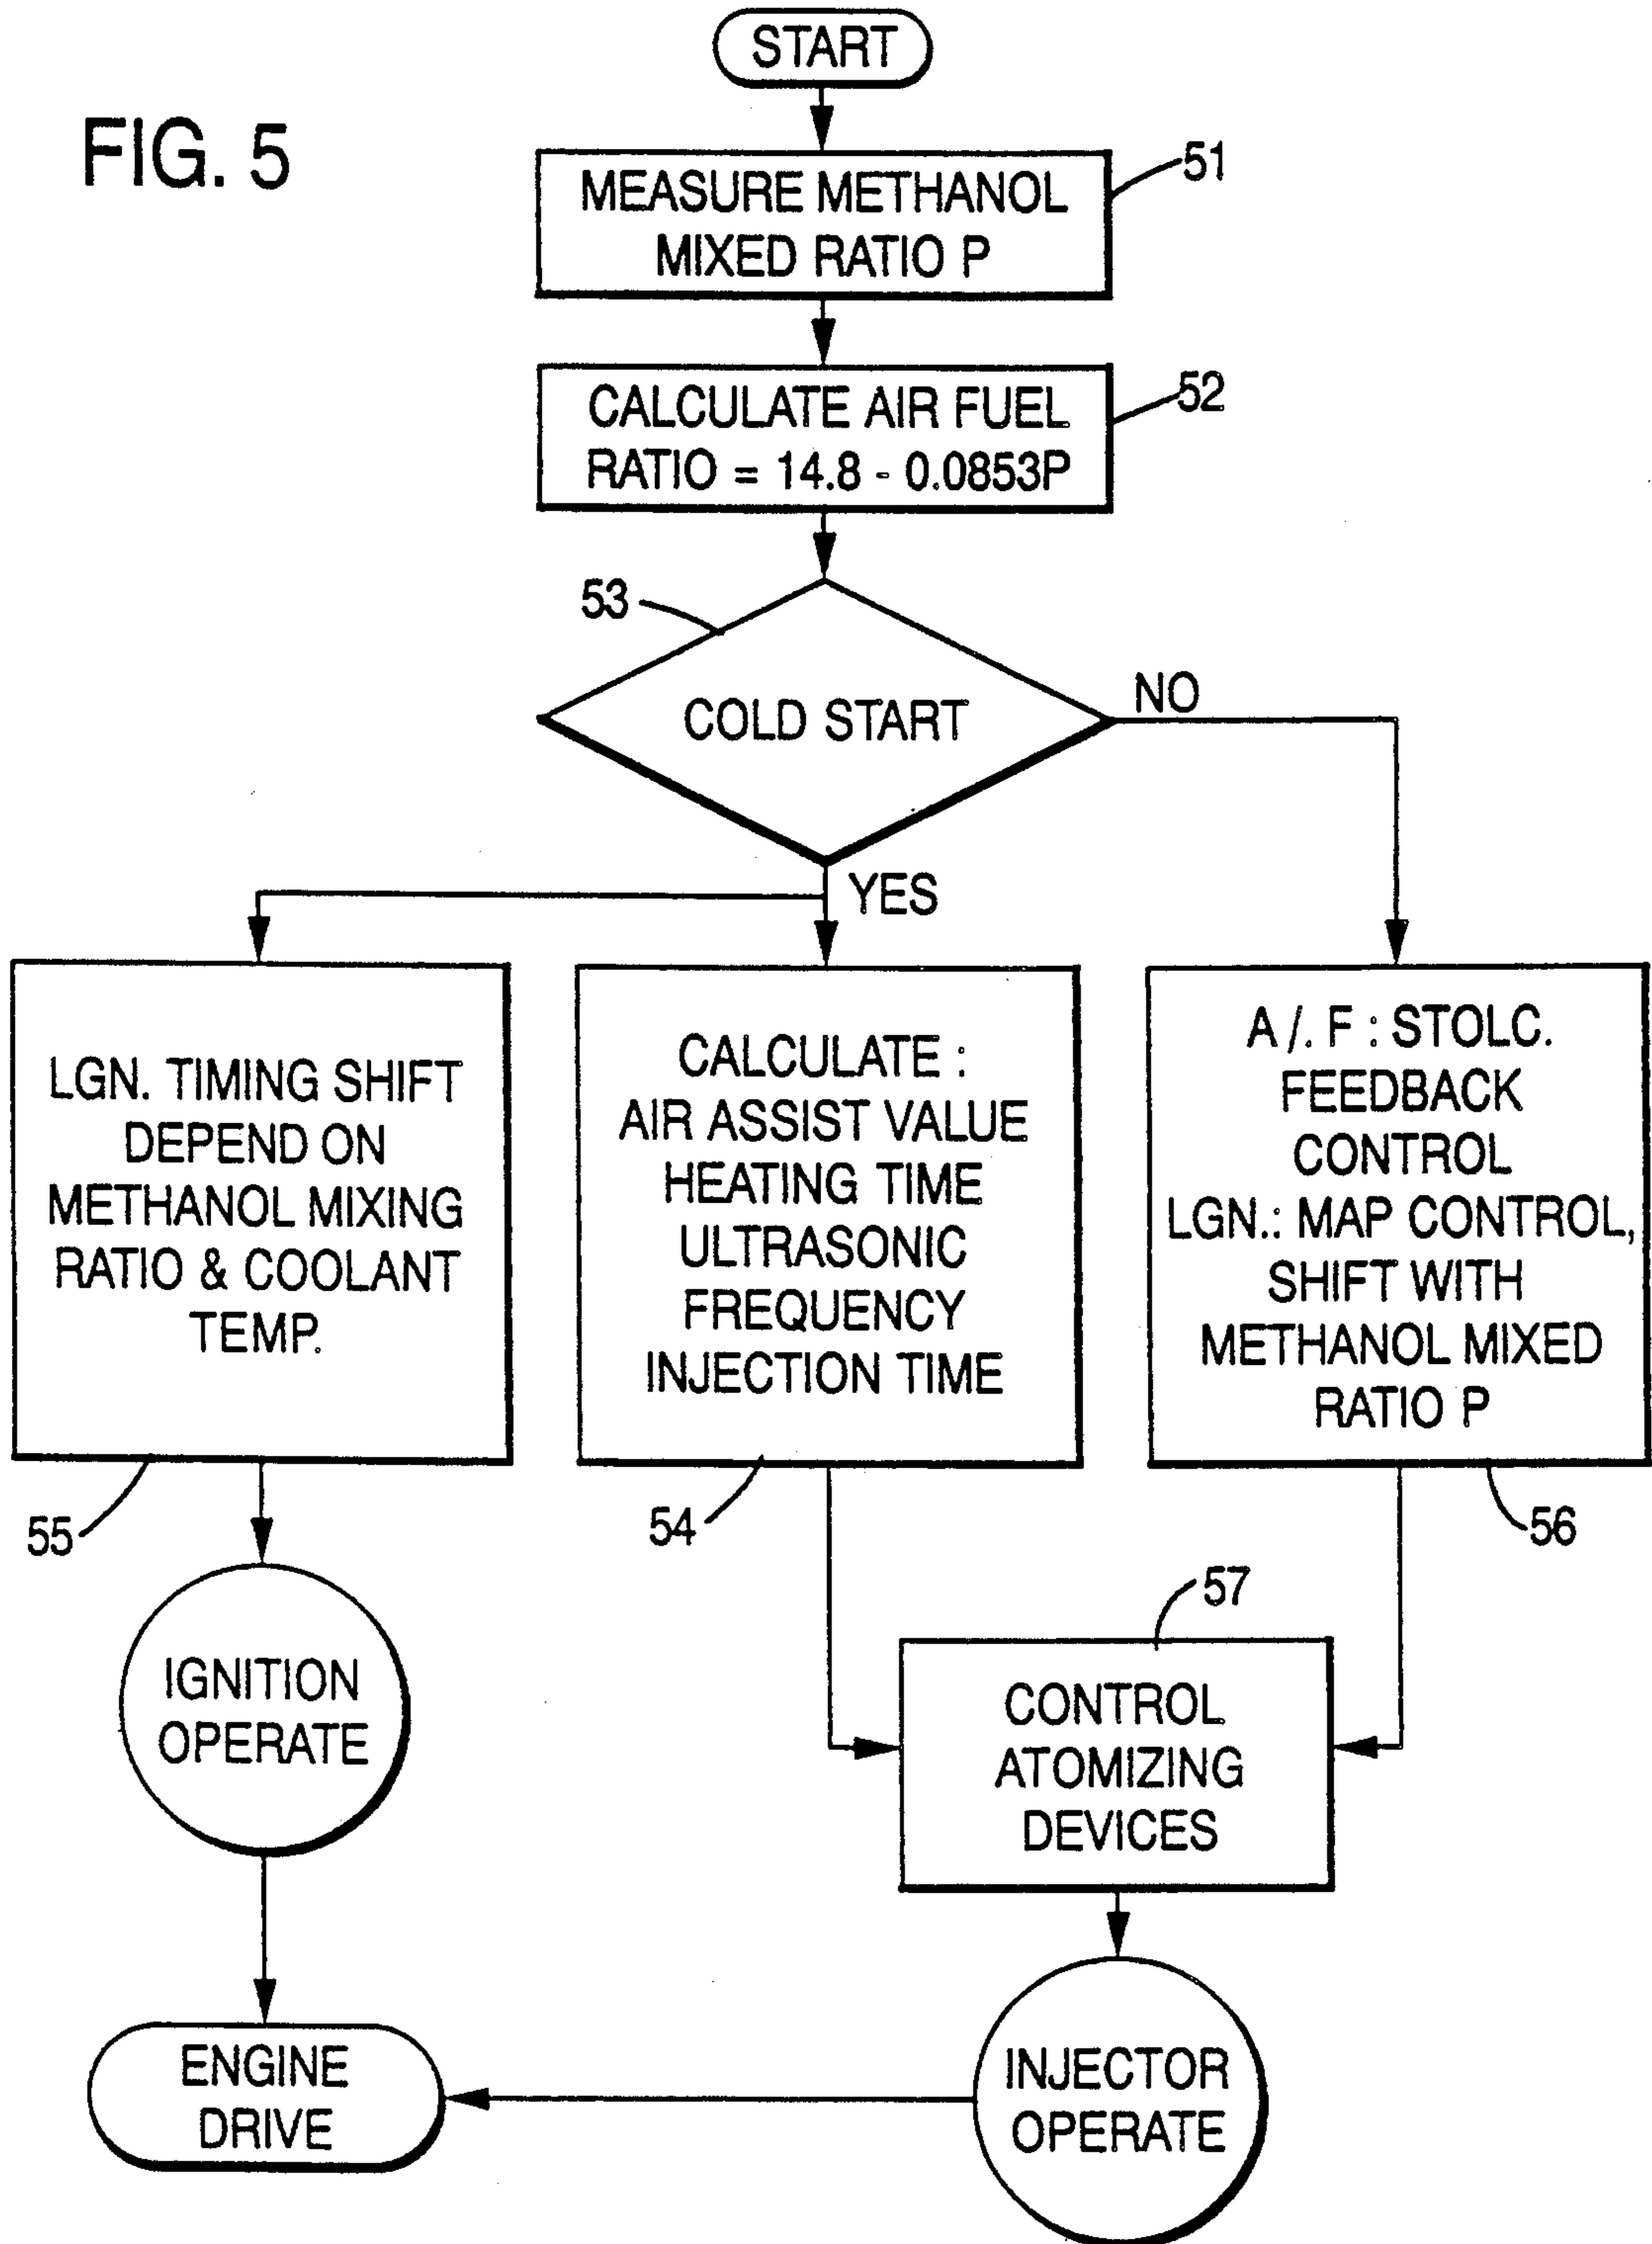 START
FIG. 5
51
MEASURE METHANOL
MIXED RATIO P
52
CALCULATE AIR FUEL
RATIO = 14.8 - 0.0853P
53
COLD START
NO
YES
LGN. TIMING SHIFT
DEPEND ON
METHANOL MIXING
RATIO & COOLANT
TEMP.
55
CALCULATE :
AIR ASSIST VALUE
HEATING TIME
ULTRASONIC
FREQUENCY
INJECTION TIME
54
A /. F : STOLC.
FEEDBACK
CONTROL
LGN.: MAP CONTROL,
SHIFT WITH
METHANOL MIXED
RATIO P
56
57
IGNITION
OPERATE
CONTROL
ATOMIZING
DEVICES
ENGINE
DRIVE
INJECTOR
OPERATE